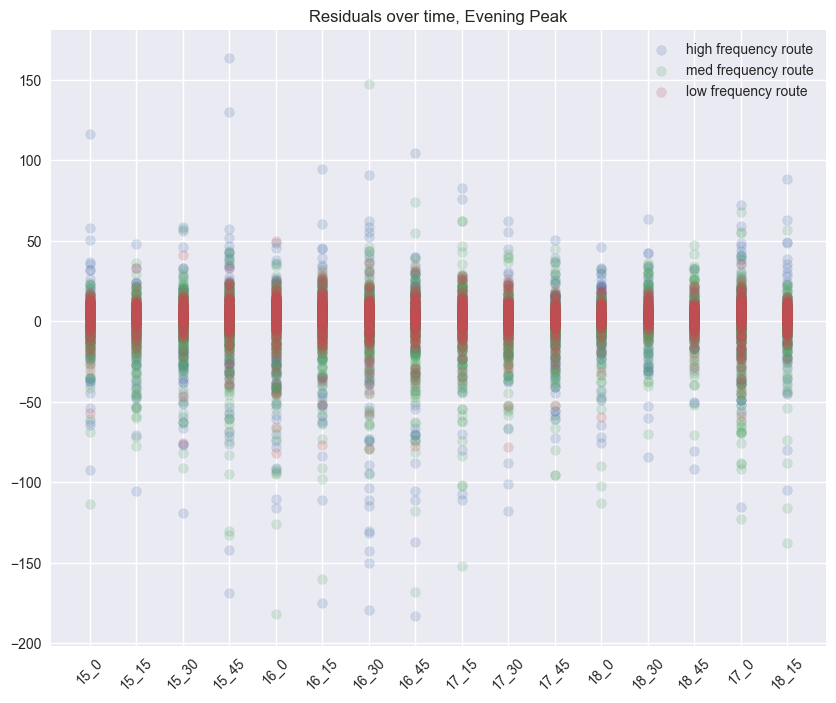 Residuals over time, Evening Peak
high frequency route
med frequency route
low frequency route
150
100
50
0
−50
−100
−150
−200
15_0 15_15 15_30 15_45 16_0 16_15 16_30 16_45 17_15 17_30 17_45 18_0 18_30 18_45 17_0 18_15